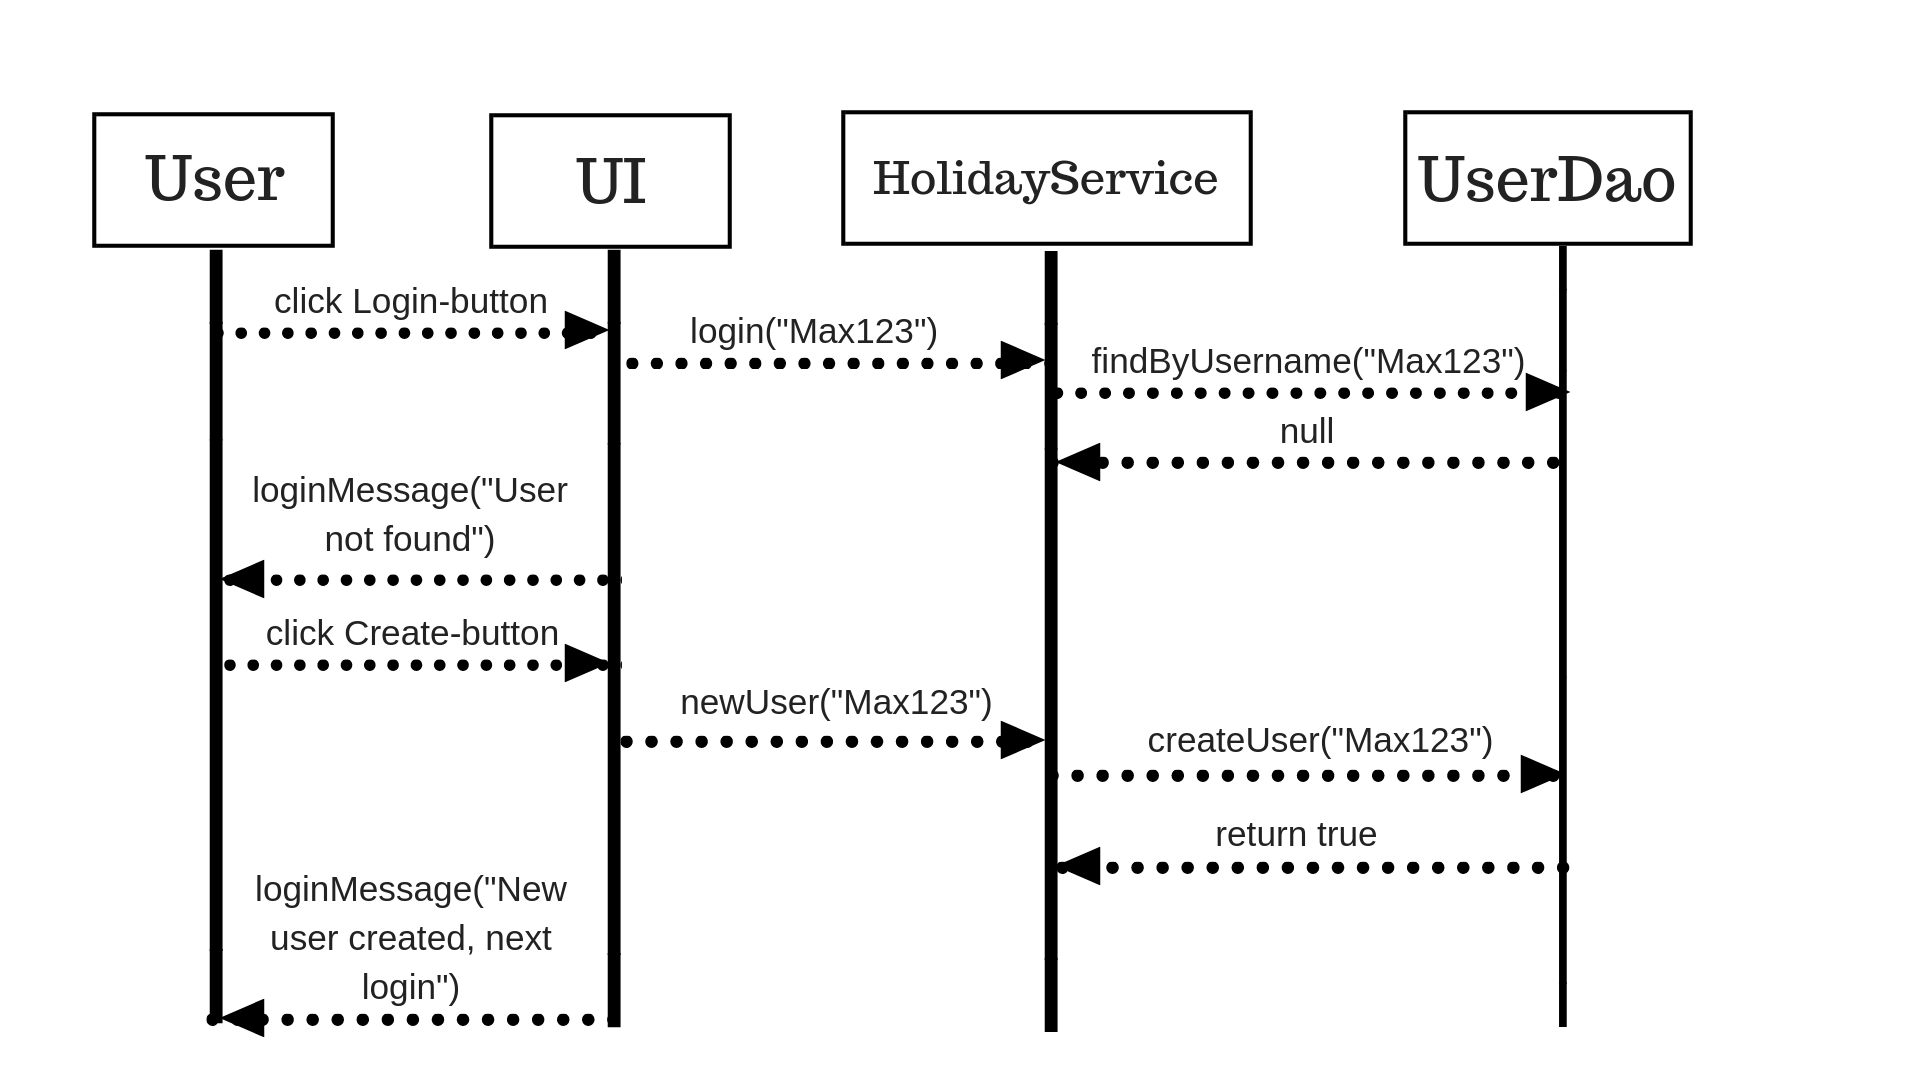 User
UI
HolidayService
UserDao
click Login-button
login("Max123")
findByUsername("Max123")
null
loginMessage("User
not found")
click Create-button
newUser("Max123")
createUser("Max123")
return true
loginMessage("New
user created, next
login")